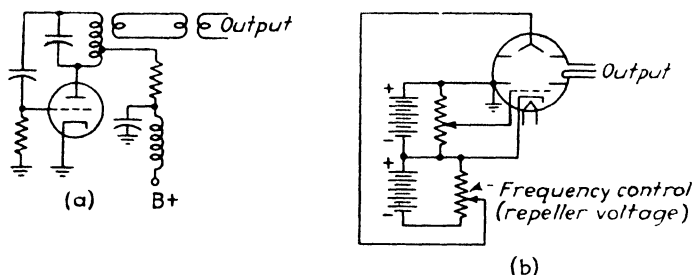 Output
(a)
B+
+
-
+
-
Output
Frequency control
(repeller voltage)
(b)